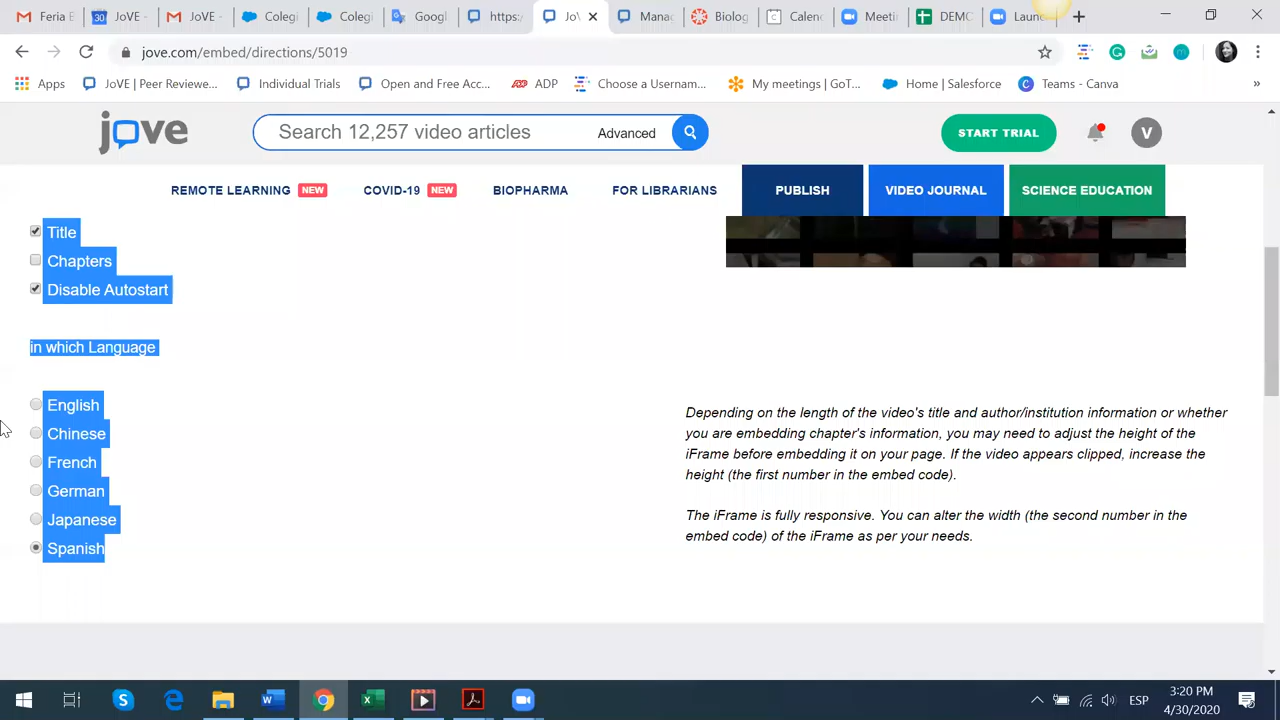 Feria E
JoVE –
JoVE –
Colegi
Colegi
Googl
https:/
JoV
Manag
Biolog
Calenc
Meetin
DEMC
Launc
jove.com/embed/directions/5019
Apps
JoVE | Peer Reviewe...
Individual Trials
Open and Free Acc...
ADP
Choose a Usernam...
My meetings | GoT...
Home | Salesforce
Teams - Canva
»
jove
Search 12,257 video articles
Advanced
START TRIAL
V
REMOTE LEARNING NEW
COVID-19 NEW
BIOPHARMA
FOR LIBRARIANS
PUBLISH
VIDEO JOURNAL
SCIENCE EDUCATION
Title
Chapters
Disable Autostart
in which Language
English
Chinese
French
German
Japanese
Spanish
Depending on the length of the video's title and author/institution information or whether
you are embedding chapter's information, you may need to adjust the height of the
iFrame before embedding it on your page. If the video appears clipped, increase the
height (the first number in the embed code).
The iFrame is fully responsive. You can alter the width (the second number in the
embed code) of the iFrame as per your needs.
ESP
3:20 PM
4/30/2020